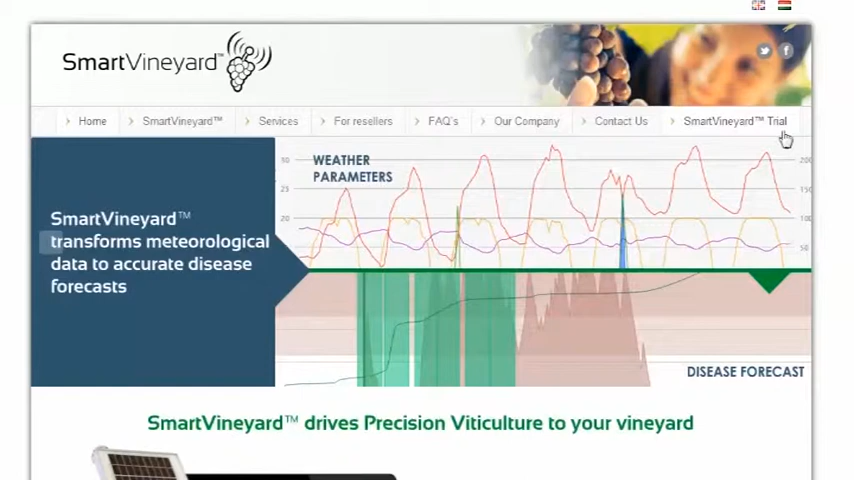 SmartVineyard™
Home
SmartVineyard™
Services
For resellers
FAQ's
Our Company
Contact Us
SmartVineyard™ Trial
SmartVineyard™
transforms meteorological
data to accurate disease
forecasts
WEATHER
PARAMETERS
DISEASE FORECAST
SmartVineyard™ drives Precision Viticulture to your vineyard